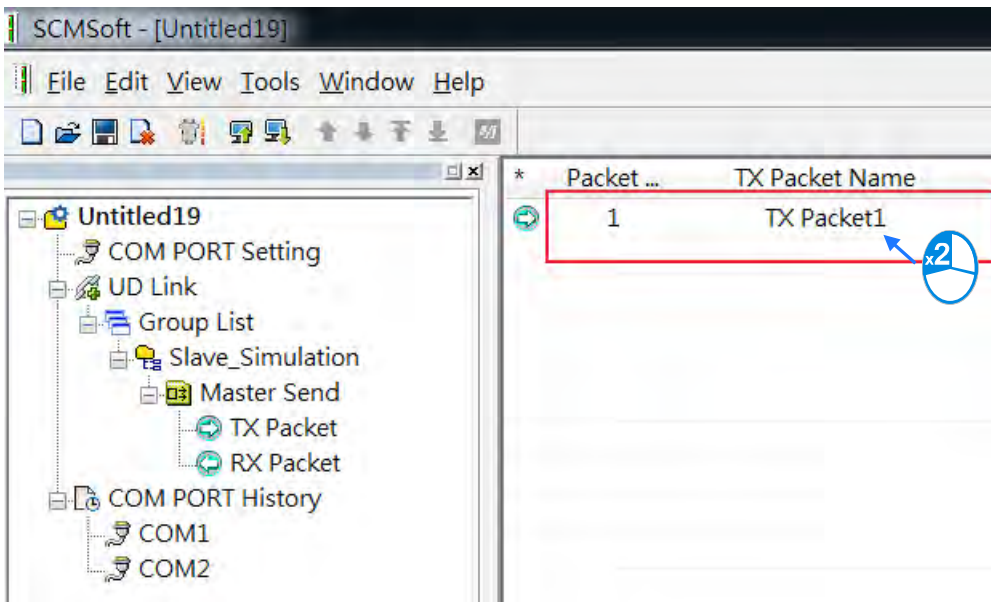 SCMSoft - [Untitled19]
File Edit View Tools Window Help
* Packet ... TX Packet Name
1 TX Packet1
x2
Untitled19
COM PORT Setting
UD Link
Group List
Slave_Simulation
Master Send
TX Packet
RX Packet
COM PORT History
COM1
COM2